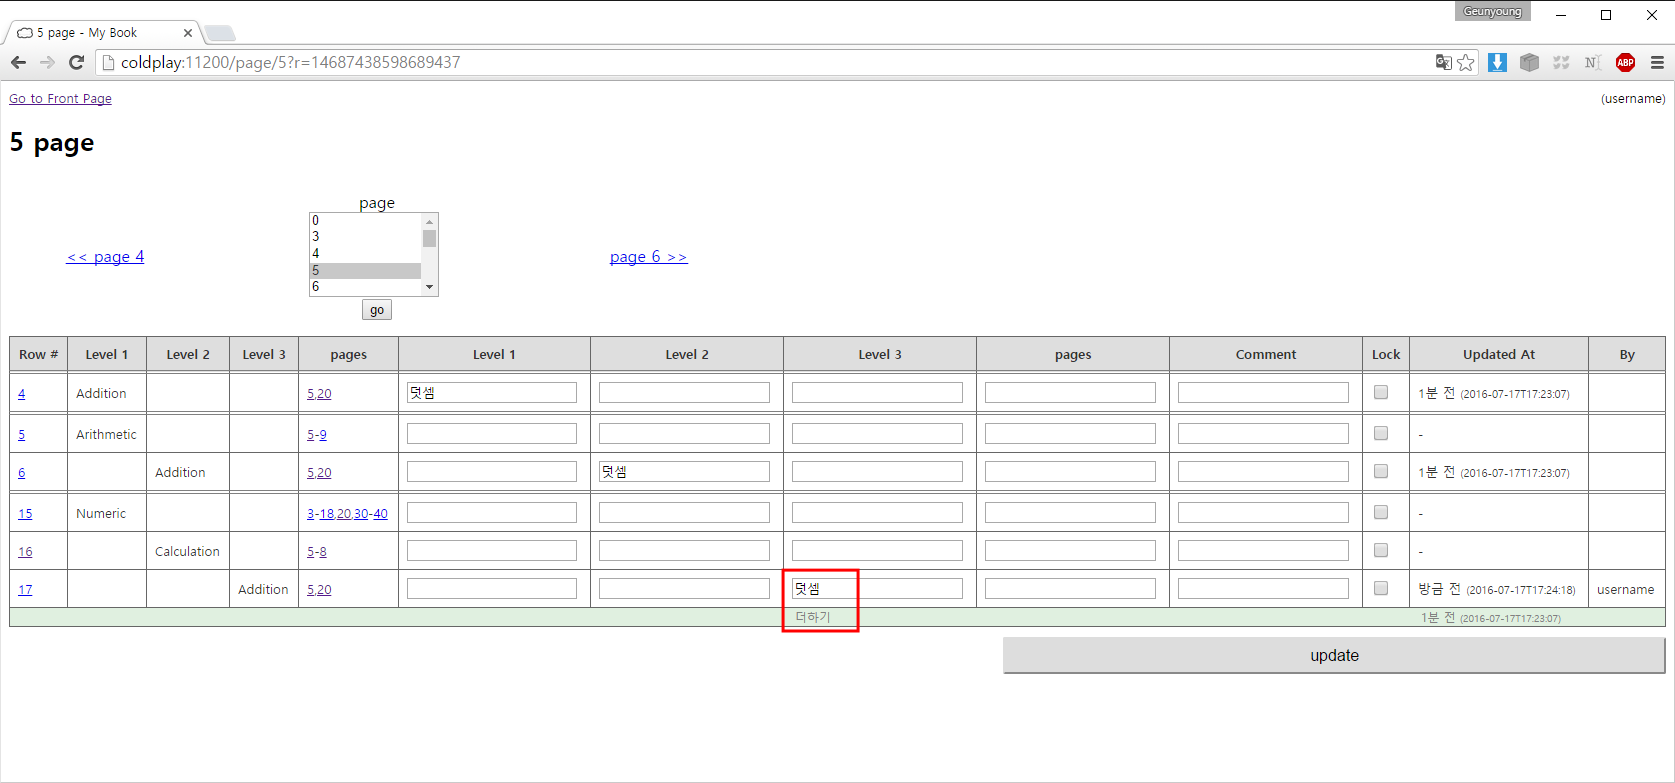 Geunyoung
5 page - My Book
coldplay:11200/page/5?r=14687438598689437
ABP
Go to Front Page (username)
5 page
page
0
3
4
<< page 4 page 6 >>
5
6
go
Row # Level 1 Level 2 Level 3 pages Level 1 Level 2 Level 3 pages Comment Lock Updated At By
4 Addition 5,20 덧셈 1분 전 (2016-07-17T17:23:07)
5 Arithmetic 5-9 -
6 Addition 5,20 덧셈 1분 전 (2016-07-17T17:23:07)
15 Numeric 3-18,20,30-40 -
16 Calculation 5-8 -
17 Addition 5,20 덧셈 방금 전 (2016-07-17T17:24:18) username
더하기 1분 전 (2016-07-17T17:23:07)
update